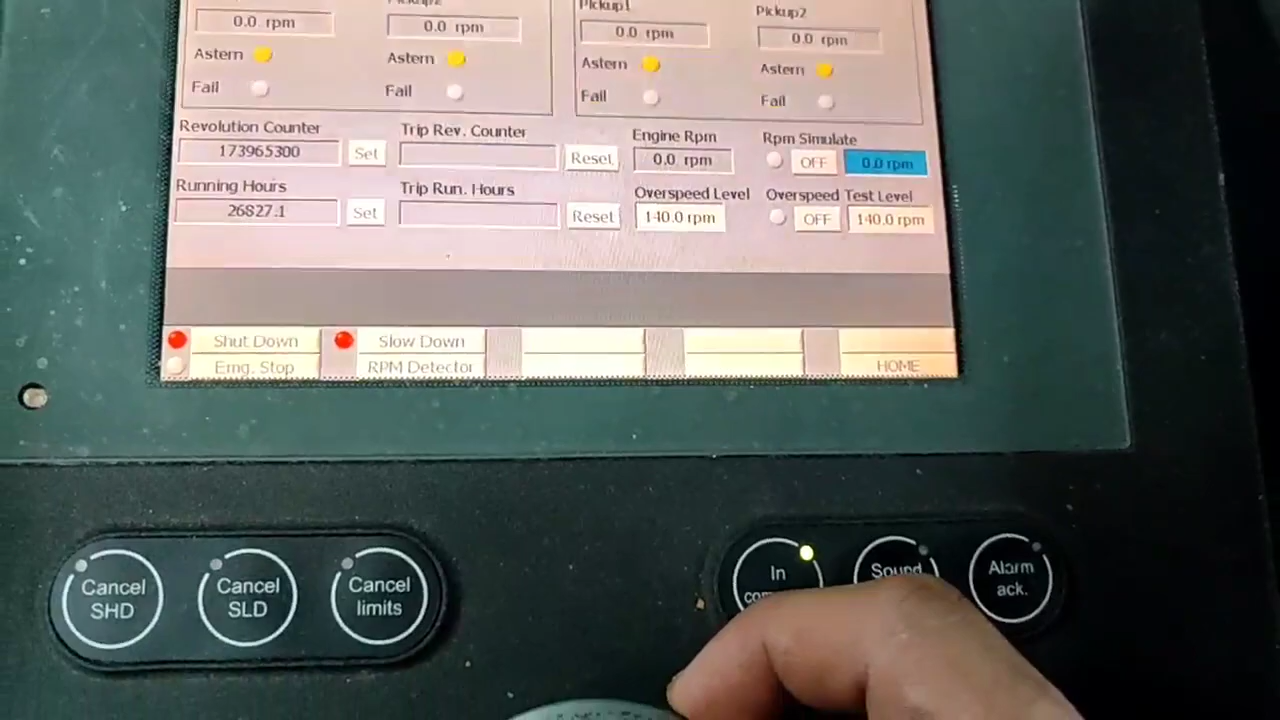 Pickup1
Pickup2
0.0 rpm
0.0 rpm
0.0 rpm
0.0 rpm
Astern
Astern
Astern
Astern
Fail
Fail
Fail
Fail
Revolution Counter
Trip Rev. Counter
Engine Rpm
Rpm Simulate
173965300
Set
Reset
0.0 rpm
OFF
0.0 rpm
Running Hours
Trip Run. Hours
Overspeed Level
Overspeed Test Level
26827.1
Set
Reset
140.0 rpm
OFF
140.0 rpm
Shut Down
Slow Down
Emg. Stop
RPM Detector
HOME
Cancel
SHD
Cancel
SLD
Cancel
limits
In
Sound
Alarm
ack.